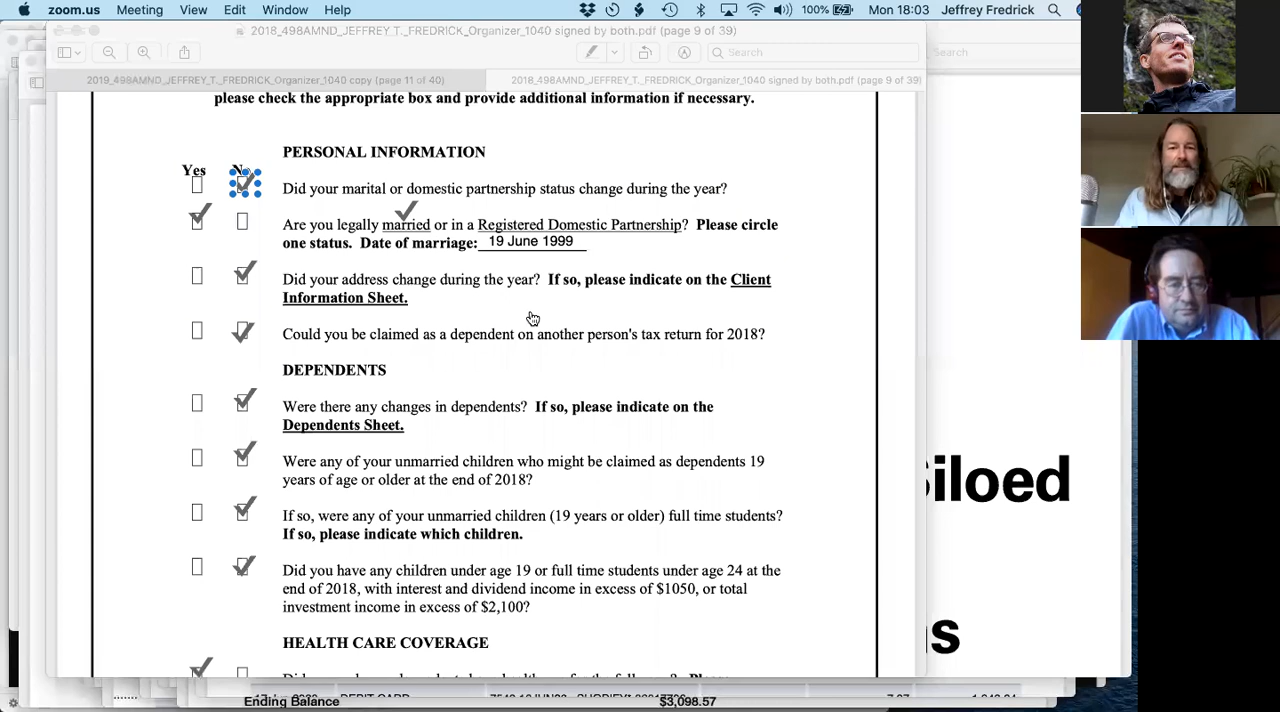 zoom.us Meeting View Edit Window Help 100% Mon 18:03 Jeffrey Fredrick
2018_498AMND_JEFFREY_T._FREDRICK_Organizer_1040 signed by both.pdf (page 9 of 39)
Search
Search
2019_498AMND_JEFFREY_T._FREDRICK_Organizer_1040 copy (page 11 of 40)
2018_498AMND_JEFFREY_T._FREDRICK_Organizer_1040 signed by both.pdf (page 9 of 39)
please check the appropriate box and provide additional information if necessary.
PERSONAL INFORMATION
Yes
Did your marital or domestic partnership status change during the year?
Are you legally married or in a Registered Domestic Partnership? Please circle
one status. Date of marriage: 19 June 1999
Did your address change during the year? If so, please indicate on the Client
Information Sheet.
Could you be claimed as a dependent on another person's tax return for 2018?
DEPENDENTS
Were there any changes in dependents? If so, please indicate on the
Dependents Sheet.
Were any of your unmarried children who might be claimed as dependents 19
years of age or older at the end of 2018?
If so, were any of your unmarried children (19 years or older) full time students?
If so, please indicate which children.
Did you have any children under age 19 or full time students under age 24 at the
end of 2018, with interest and dividend income in excess of $1050, or total
investment income in excess of $2,100?
HEALTH CARE COVERAGE
Siloed
Ending Balance $3,098.57